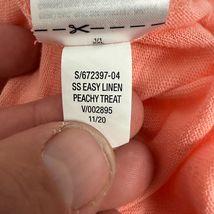 S/672397-04
SS EASY LINEN
PEACHY TREAT
V/002895
11/20